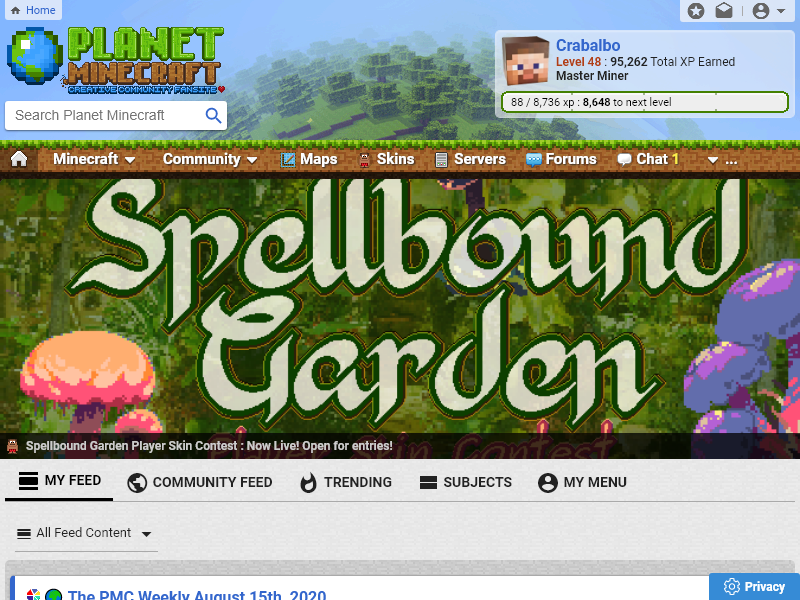 Home
PLANET
MINECRAFT
CREATIVE COMMUNITY FANSITE
Crabalbo
Level 48 : 95,262 Total XP Earned
Master Miner
88 / 8,736 xp : 8,648 to next level
Search Planet Minecraft
Minecraft Community Maps Skins Servers Forums Chat 1 ...
Spellbound
Garden
Skin Contest
Spellbound Garden Player Skin Contest : Now Live! Open for entries!
MY FEED COMMUNITY FEED TRENDING SUBJECTS MY MENU
All Feed Content
The PMC Weekly August 15th, 2020
Privacy